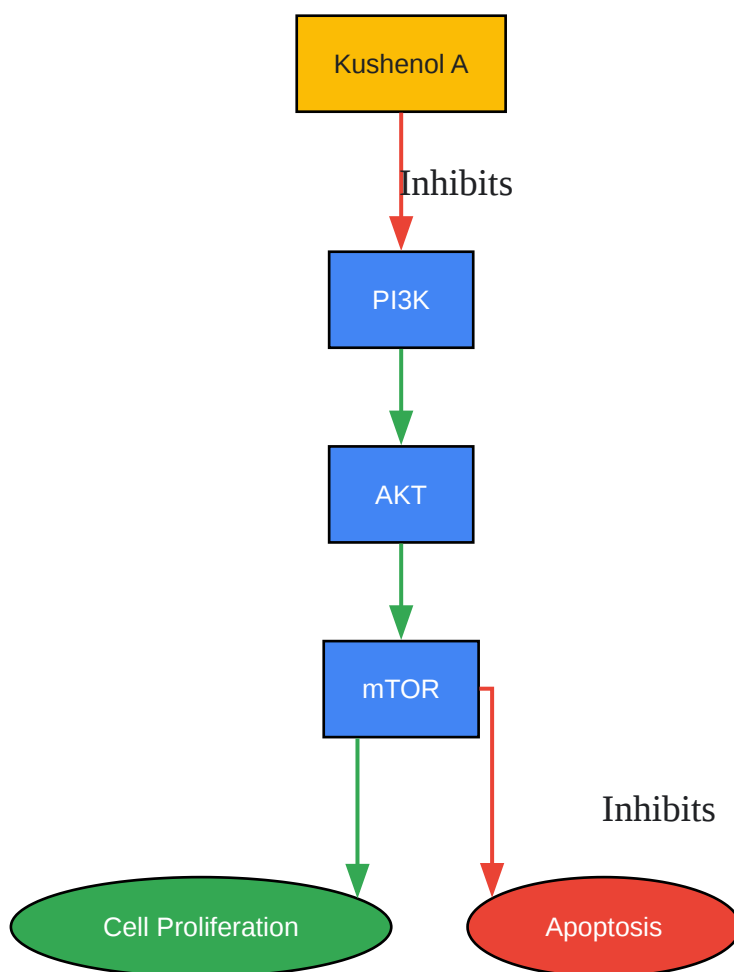 Kushenol A
Inhibits
PI3K
AKT
mTOR
Inhibits
Cell Proliferation
Apoptosis